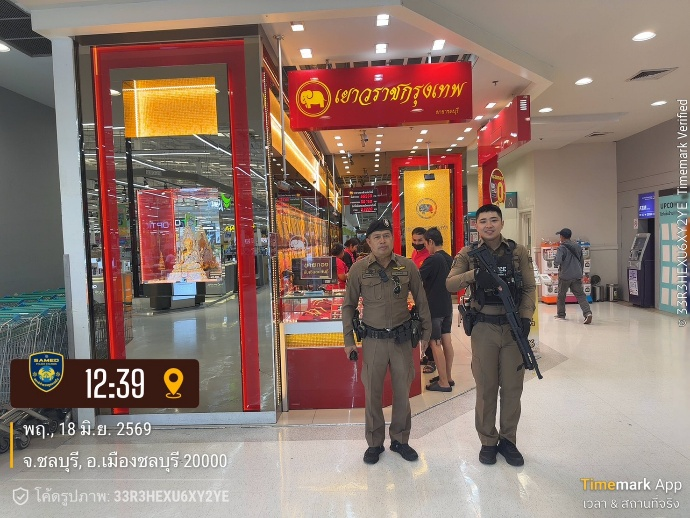 เยาวราชกรุงเทพ
SAMED
12:39
พฤ., 18 มิ.ย. 2569
จ.ชลบุรี, อ.เมืองชลบุรี 20000
โค้ดรูปภาพ: 33R3HEXU6XY2YE
Timemark App
เวลา & สถานที่จริง
© 33R3HEXU6XY2YE Timemark Verified